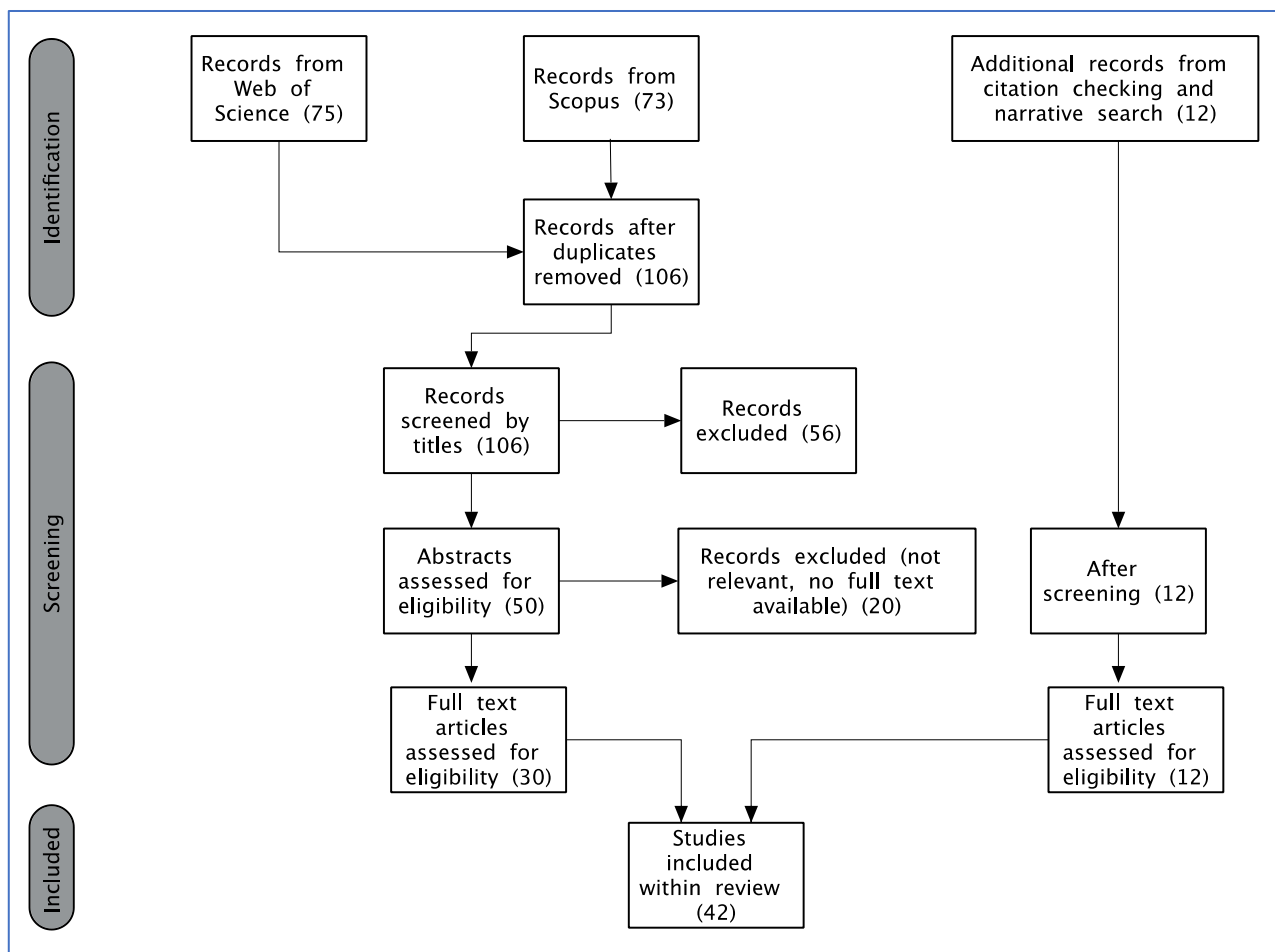 Identification
Records from
Web of
Science (75)
Records from
Scopus (73)
Additional records from
citation checking and
narrative search (12)
Records after
duplicates
removed (106)
Screening
Records
screened by
titles (106)
Records
excluded (56)
Abstracts
assessed for
eligibility (50)
Records excluded (not
relevant, no full text
available) (20)
After
screening (12)
Full text
articles
assessed for
eligibility (30)
Full text
articles
assessed for
eligibility (12)
Included
Studies
included
within review
(42)